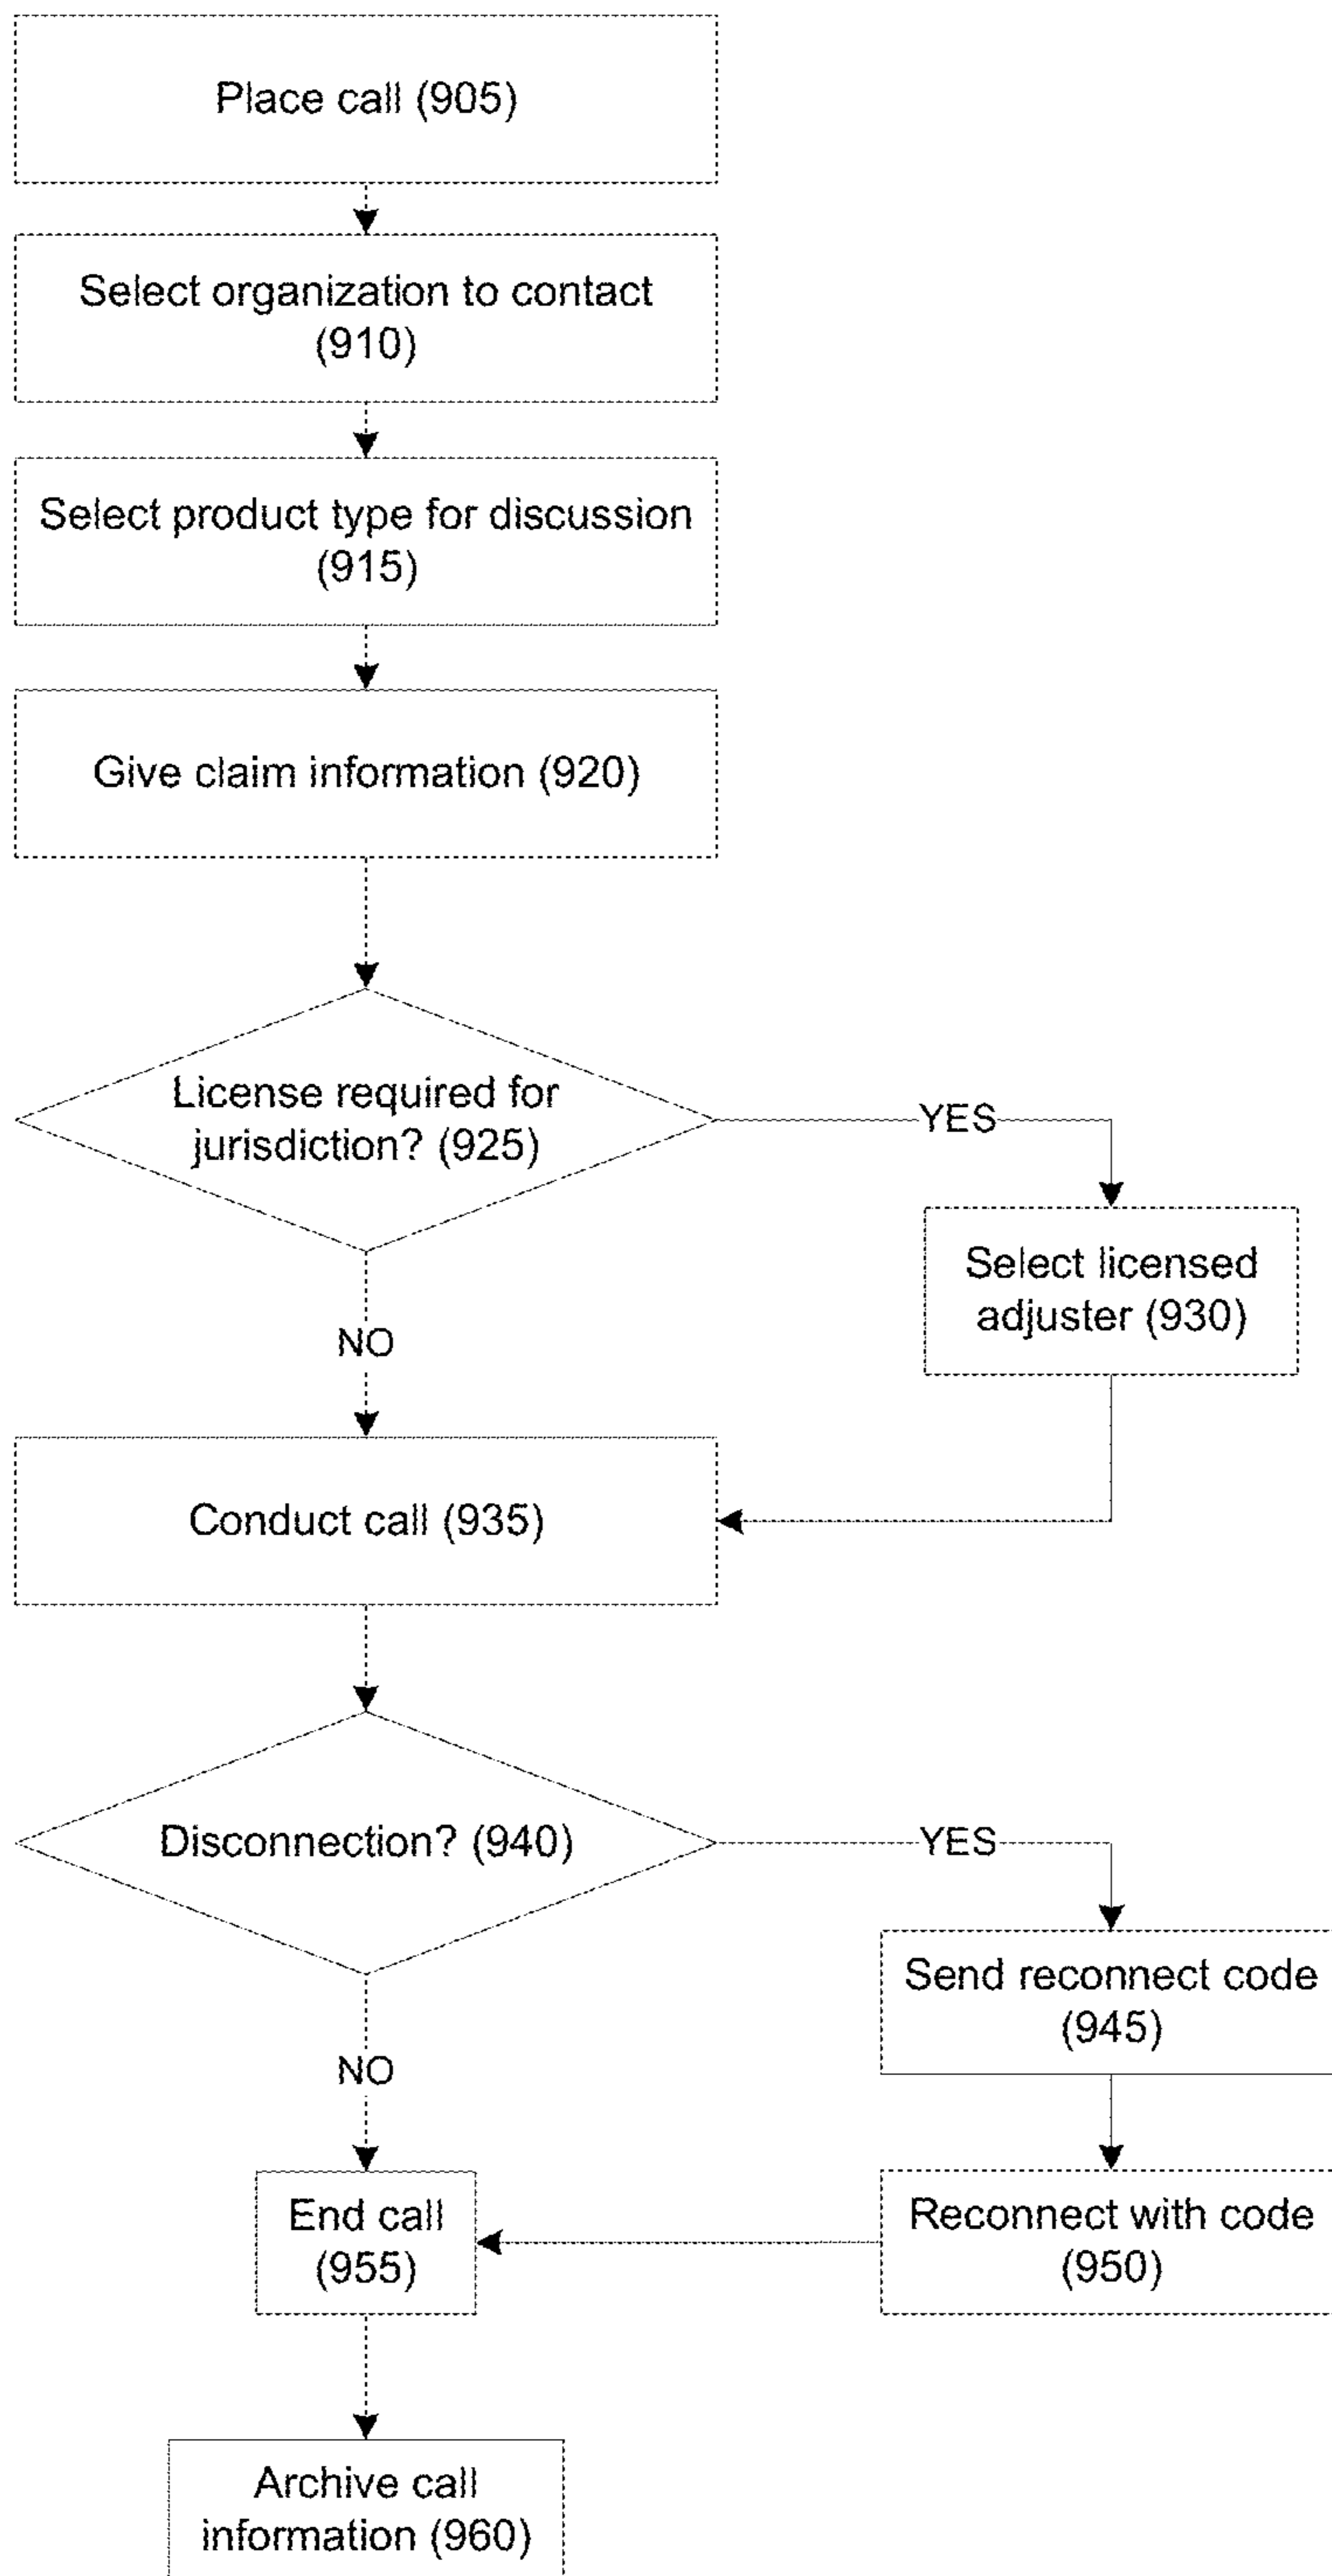 Place call (905)
Select organization to contact
(910)
Select product type for discussion
(915)
Give claim information (920)
License required for
jurisdiction? (925)
YES
Select licensed
adjuster (930)
NO
Conduct call (935)
Disconnection? (940)
YES
Send reconnect code
(945)
NO
End call
(955)
Reconnect with code
(950)
Archive call
information (960)